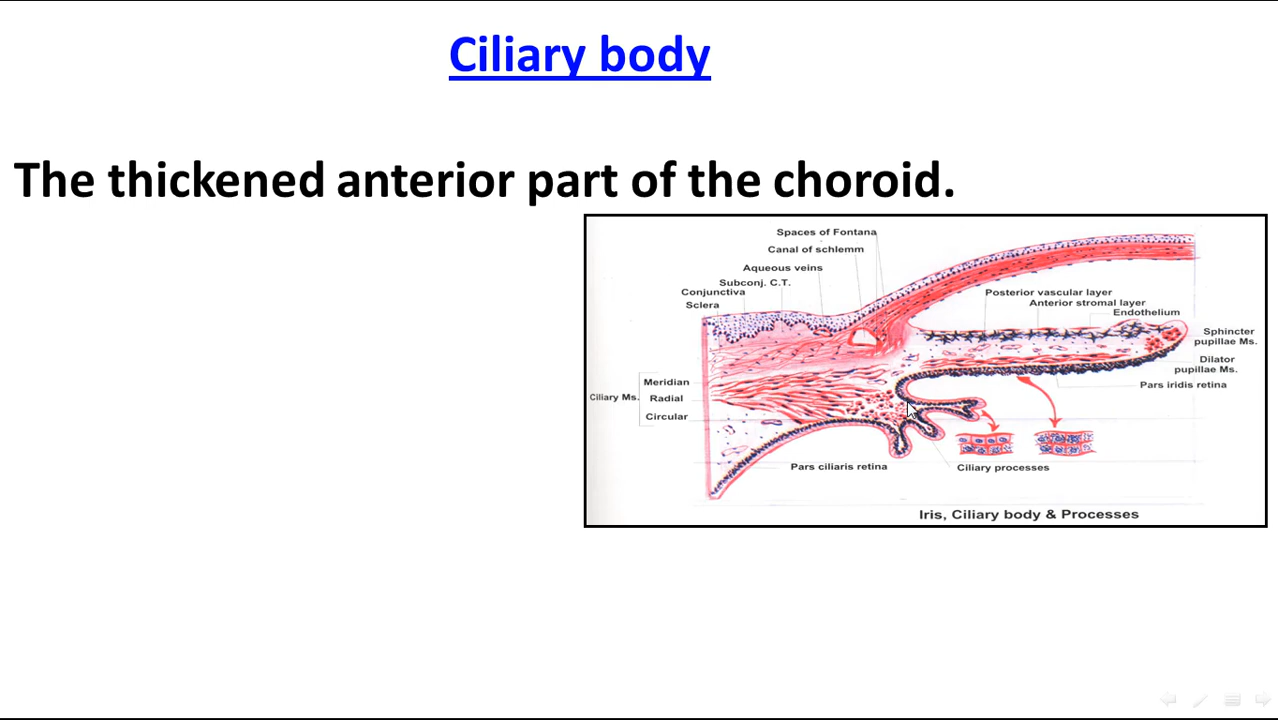 Ciliary body
The thickened anterior part of the choroid.
Spaces of Fontana
Canal of schlemm
Aqueous veins
Subconj. C.T.
Conjunctiva
Sclera
Posterior vascular layer
Anterior stromal layer
Endothelium
Sphincter
pupillae Ms.
Dilator
pupillae Ms.
Pars iridis retina
Meridian
Ciliary Ms.
Radial
Circular
Pars ciliaris retina
Ciliary processes
Iris, Ciliary body & Processes